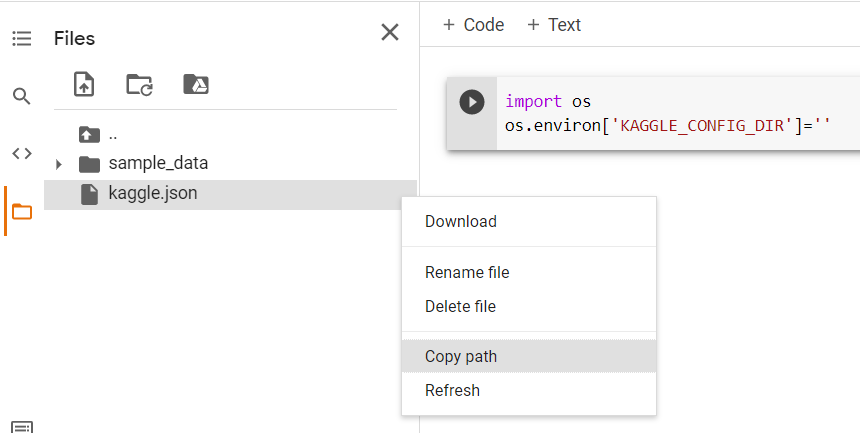 Files
..
sample_data
kaggle.json
+ Code + Text
import os
os.environ['KAGGLE_CONFIG_DIR']=''
Download
Rename file
Delete file
Copy path
Refresh